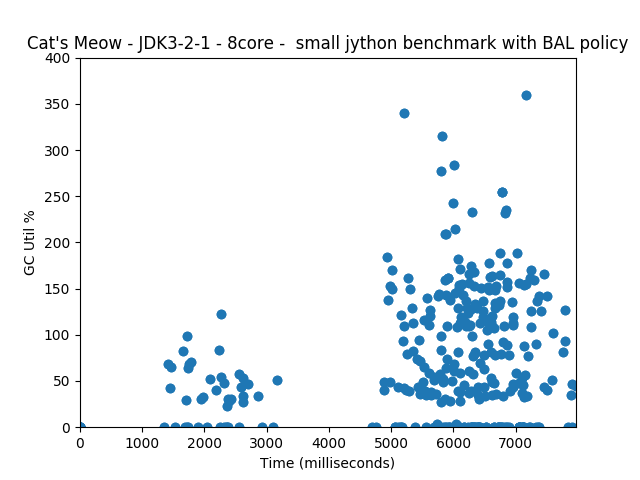 Cat's Meow - JDK3-2-1 - 8core -  small jython benchmark with BAL policy
400
350
300
250
200
150
100
50
0
GC Util %
0 1000 2000 3000 4000 5000 6000 7000
Time (milliseconds)